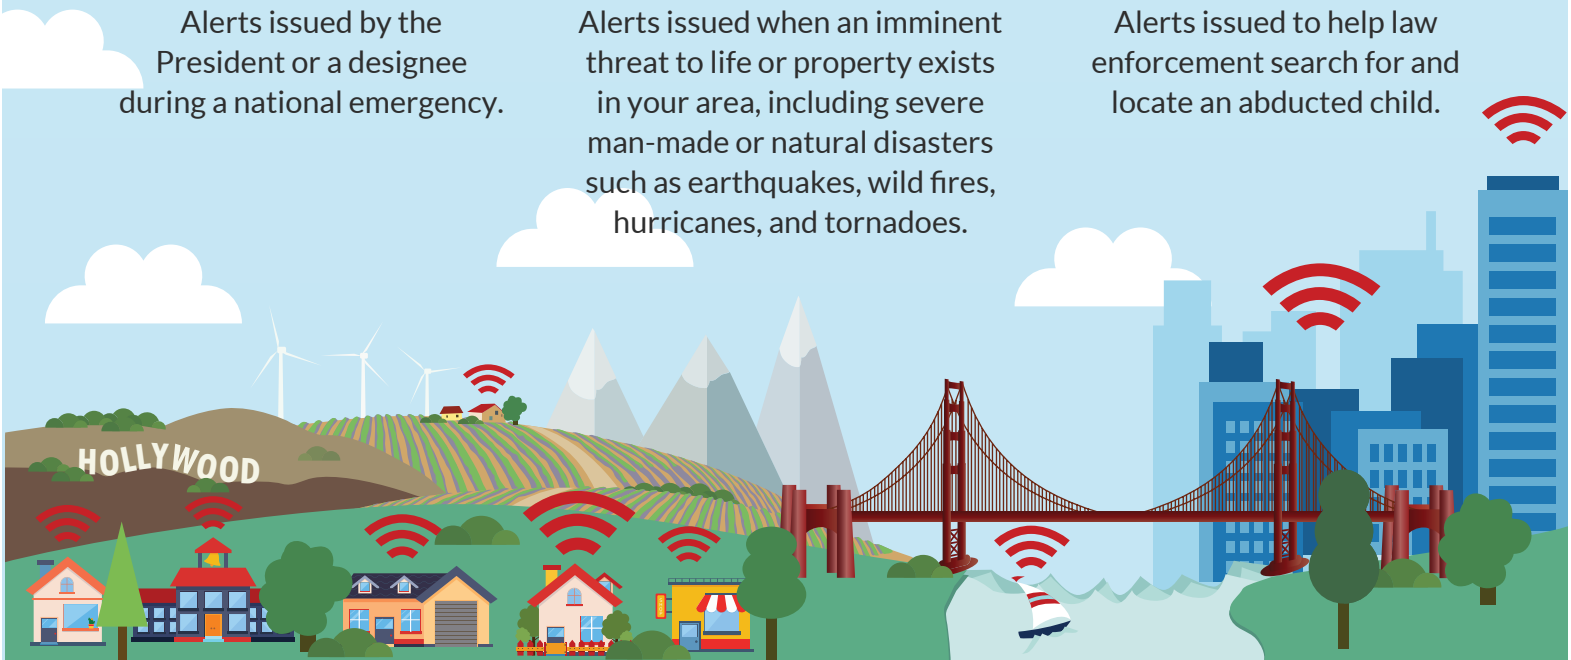 Alerts issued by the
President or a designee
during a national emergency.
Alerts issued when an imminent
threat to life or property exists
in your area, including severe
man-made or natural disasters
such as earthquakes, wild fires,
hurricanes, and tornadoes.
Alerts issued to help law
enforcement search for and
locate an abducted child.
HOLLYWOOD